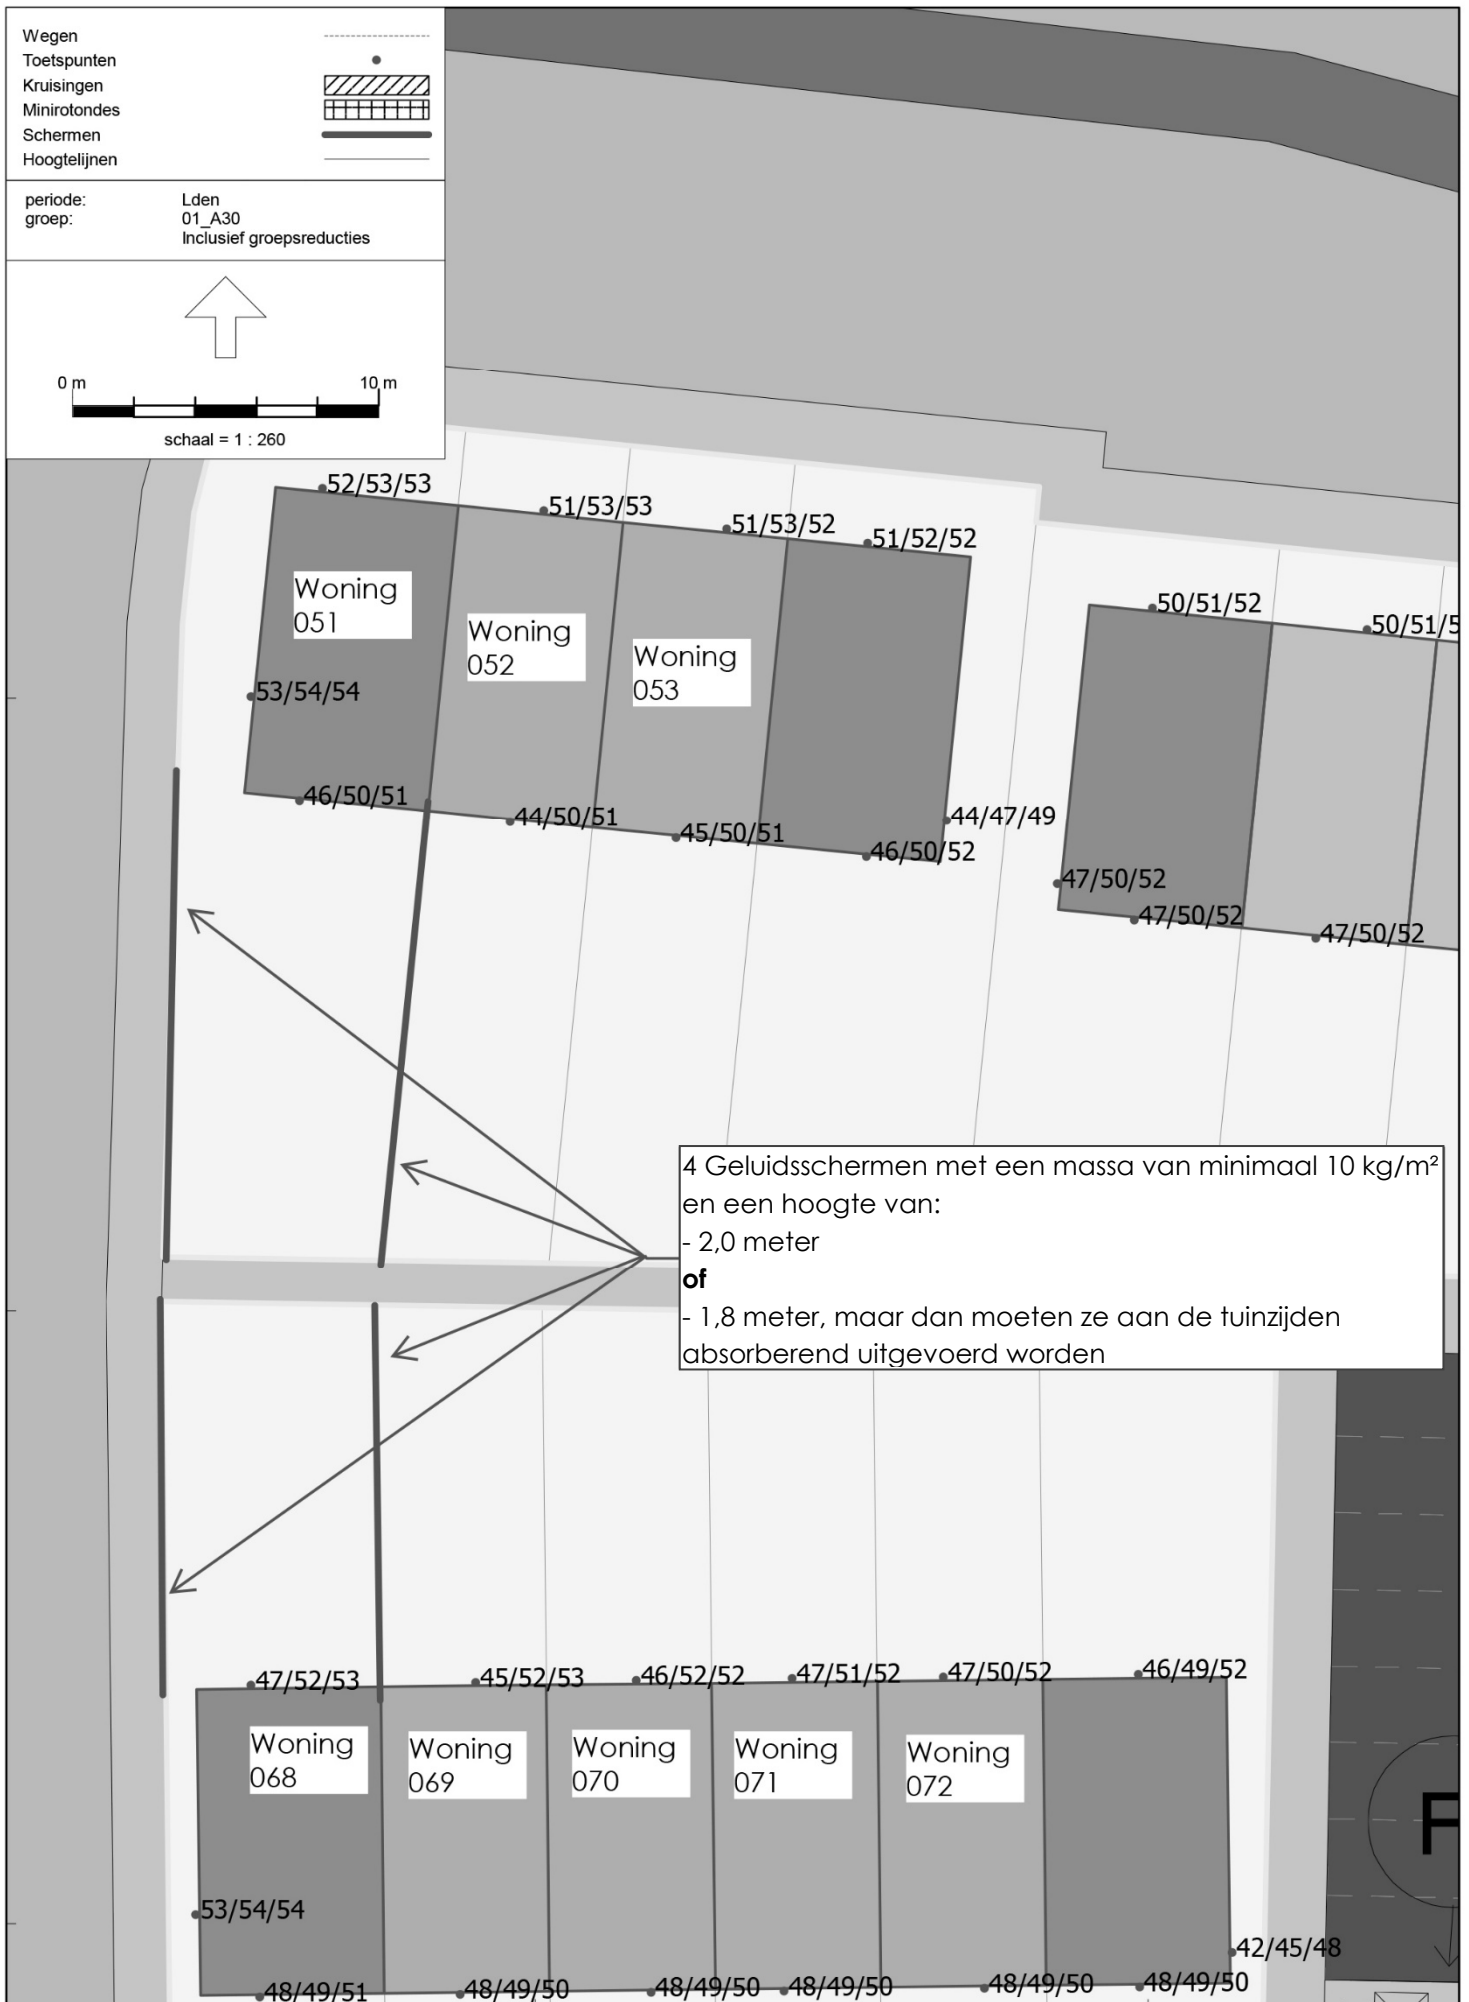 Wegen
Toetspunten
Kruisingen
Minirotondes
Schermen
Hoogtelijnen
periode: Lden
groep: 01_A30
Inclusief groepsreducties
0 m 10 m
schaal = 1 : 260
52/53/53
51/53/53
51/53/52
51/52/52
50/51/52
50/51/5
Woning
051
Woning
052
Woning
053
53/54/54
46/50/51
44/50/51
45/50/51
46/50/52
44/47/49
47/50/52
47/50/52
47/50/52
4 Geluidsschermen met een massa van minimaal 10 kg/m²
en een hoogte van:
- 2,0 meter
of
- 1,8 meter, maar dan moeten ze aan de tuinzijden
absorberend uitgevoerd worden
47/52/53
45/52/53
46/52/52
47/51/52
47/50/52
46/49/52
Woning
068
Woning
069
Woning
070
Woning
071
Woning
072
53/54/54
42/45/48
48/49/51
48/49/50
48/49/50
48/49/50
48/49/50
48/49/50